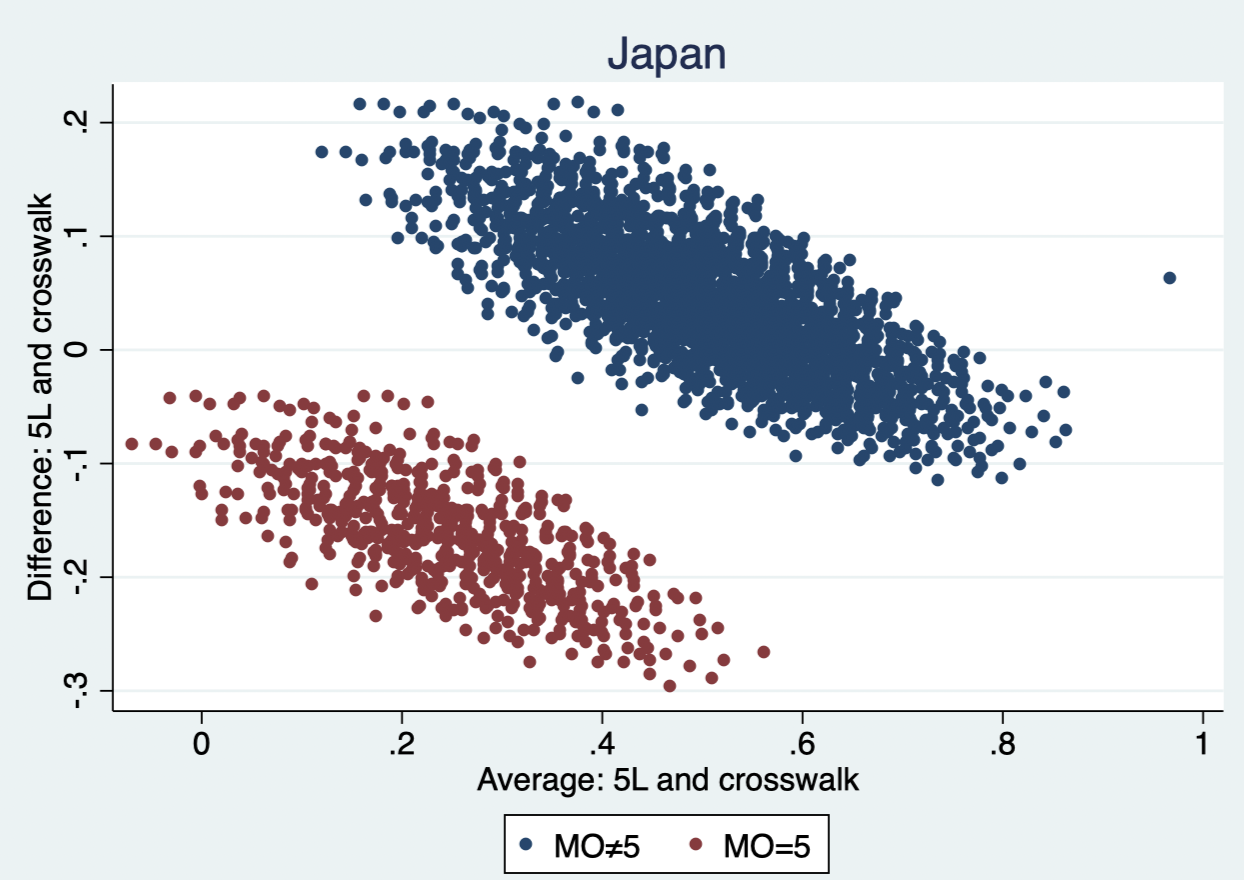 Japan
Difference: 5L and crosswalk
.2
.1
0
-.1
-.2
-.3
0 .2 .4 .6 .8 1
Average: 5L and crosswalk
MO≠5 MO=5